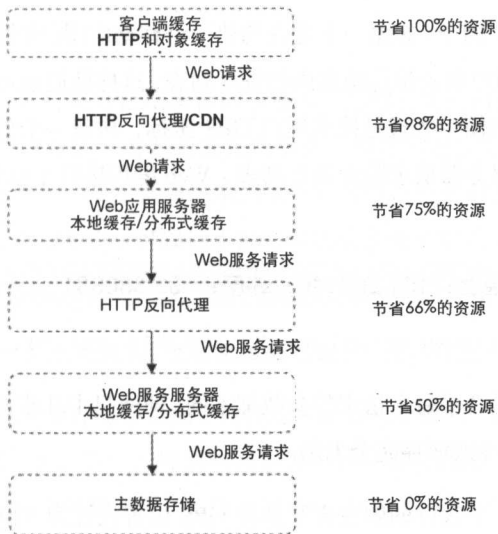 客户端缓存
HTTP和对象缓存
节省100%的资源
Web请求
HTTP反向代理/CDN
节省98%的资源
Web请求
Web应用服务器
本地缓存/分布式缓存
节省75%的资源
Web服务请求
HTTP反向代理
节省66%的资源
Web服务请求
Web服务服务器
本地缓存/分布式缓存
节省50%的资源
Web服务请求
主数据存储
节省 0%的资源